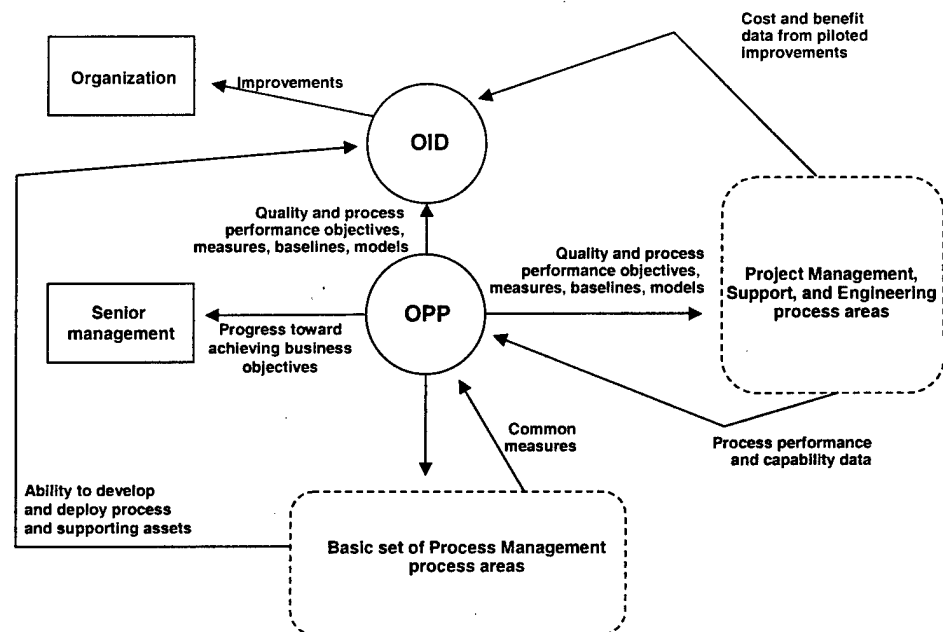 Cost and benefit
data from piloted
improvements
Organization
Improvements
OID
Quality and process
performance objectives,
measures, baselines, models
Quality and process
performance objectives,
measures, baselines, models
Project Management,
Support, and Engineering
process areas
Senior
management
OPP
Progress toward
achieving business
objectives
Common
measures
Process performance
and capability data
Ability to develop
and deploy process
and supporting assets
Basic set of Process Management
process areas